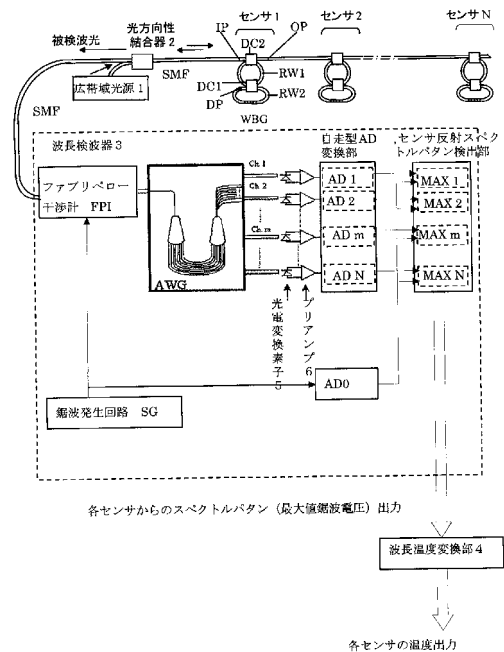 センサ1
センサ2
センサN
被検波光
光方向性
結合器2
IP
DC2
OP
SMF
RW1
DC1
DP
RW2
WBG
広帯域光源1
SMF
波長検波器3
ファブリペロー
干渉計 FPI
AWG
Ch 1
Ch 2
Ch m
自走型AD
変換部
AD 1
AD 2
AD m
AD N
センサ反射スペク
トルパタン検出部
MAX 1
MAX 2
MAX m
MAX N
光電変換素子5
プリアンプ6
AD0
鋸波発生回路 SG
各センサからのスペクトルパタン(最大値鋸波電圧)出力
波長温度変換部4
各センサの温度出力